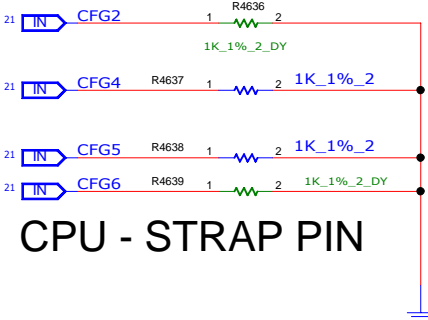 R4636
21 IN CFG2 1 2
1K_1%_2_DY
21 IN CFG4 R4637 1 2 1K_1%_2
21 IN CFG5 R4638 1 2 1K_1%_2
21 IN CFG6 R4639 1 2 1K_1%_2_DY
CPU - STRAP PIN